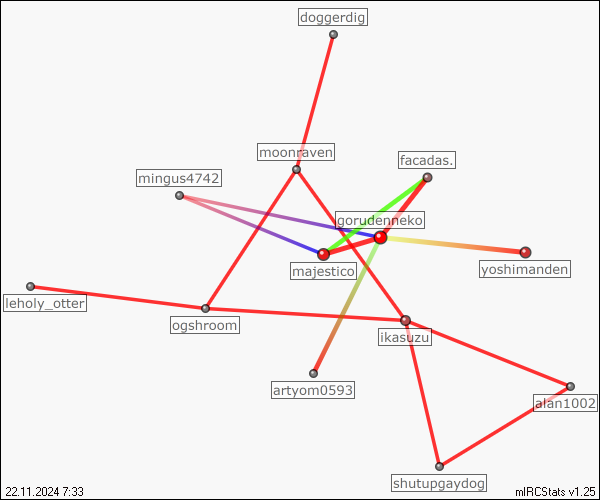 doggerdig
moonraven
facadas.
mingus4742
gorudenneko
majestico
yoshimanden
leholy_otter
ogshroom
ikasuzu
artyom0593
alan1002
shutupgaydog
22.11.2024 7:33
mIRCStats v1.25